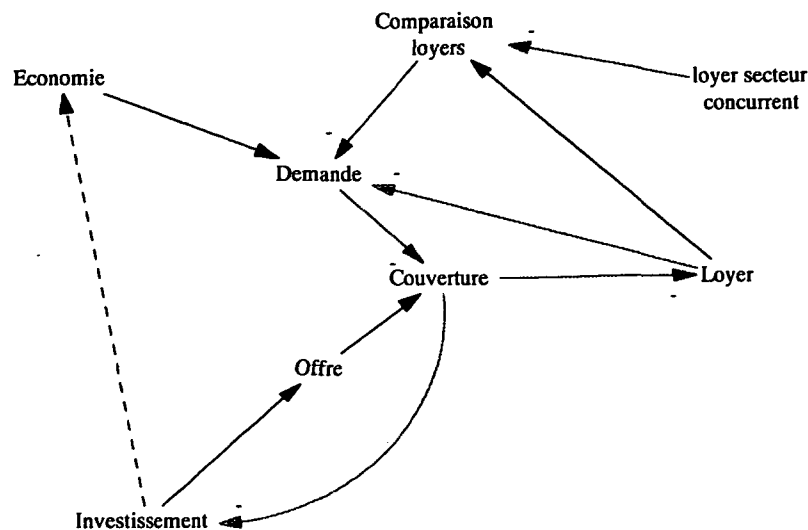 Comparaison
loyers
-
Economie
loyer secteur
concurrent
-
Demande
-
-
Couverture
Loyer
-
Offre
Investissement
-